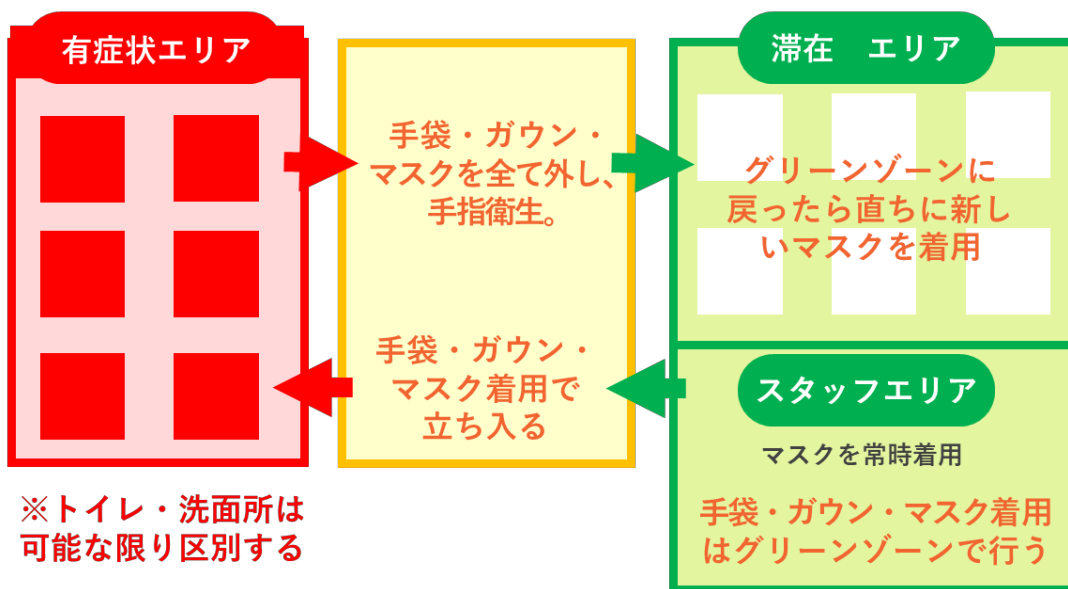 有症状エリア
手袋・ガウン・
マスクを全て外し、
手指衛生。
手袋・ガウン・
マスク着用で
立ち入る
滞在　エリア
グリーンゾーンに
戻ったら直ちに新し
いマスクを着用
スタッフエリア
マスクを常時着用
手袋・ガウン・マスク着用
はグリーンゾーンで行う
※トイレ・洗面所は
可能な限り区別する